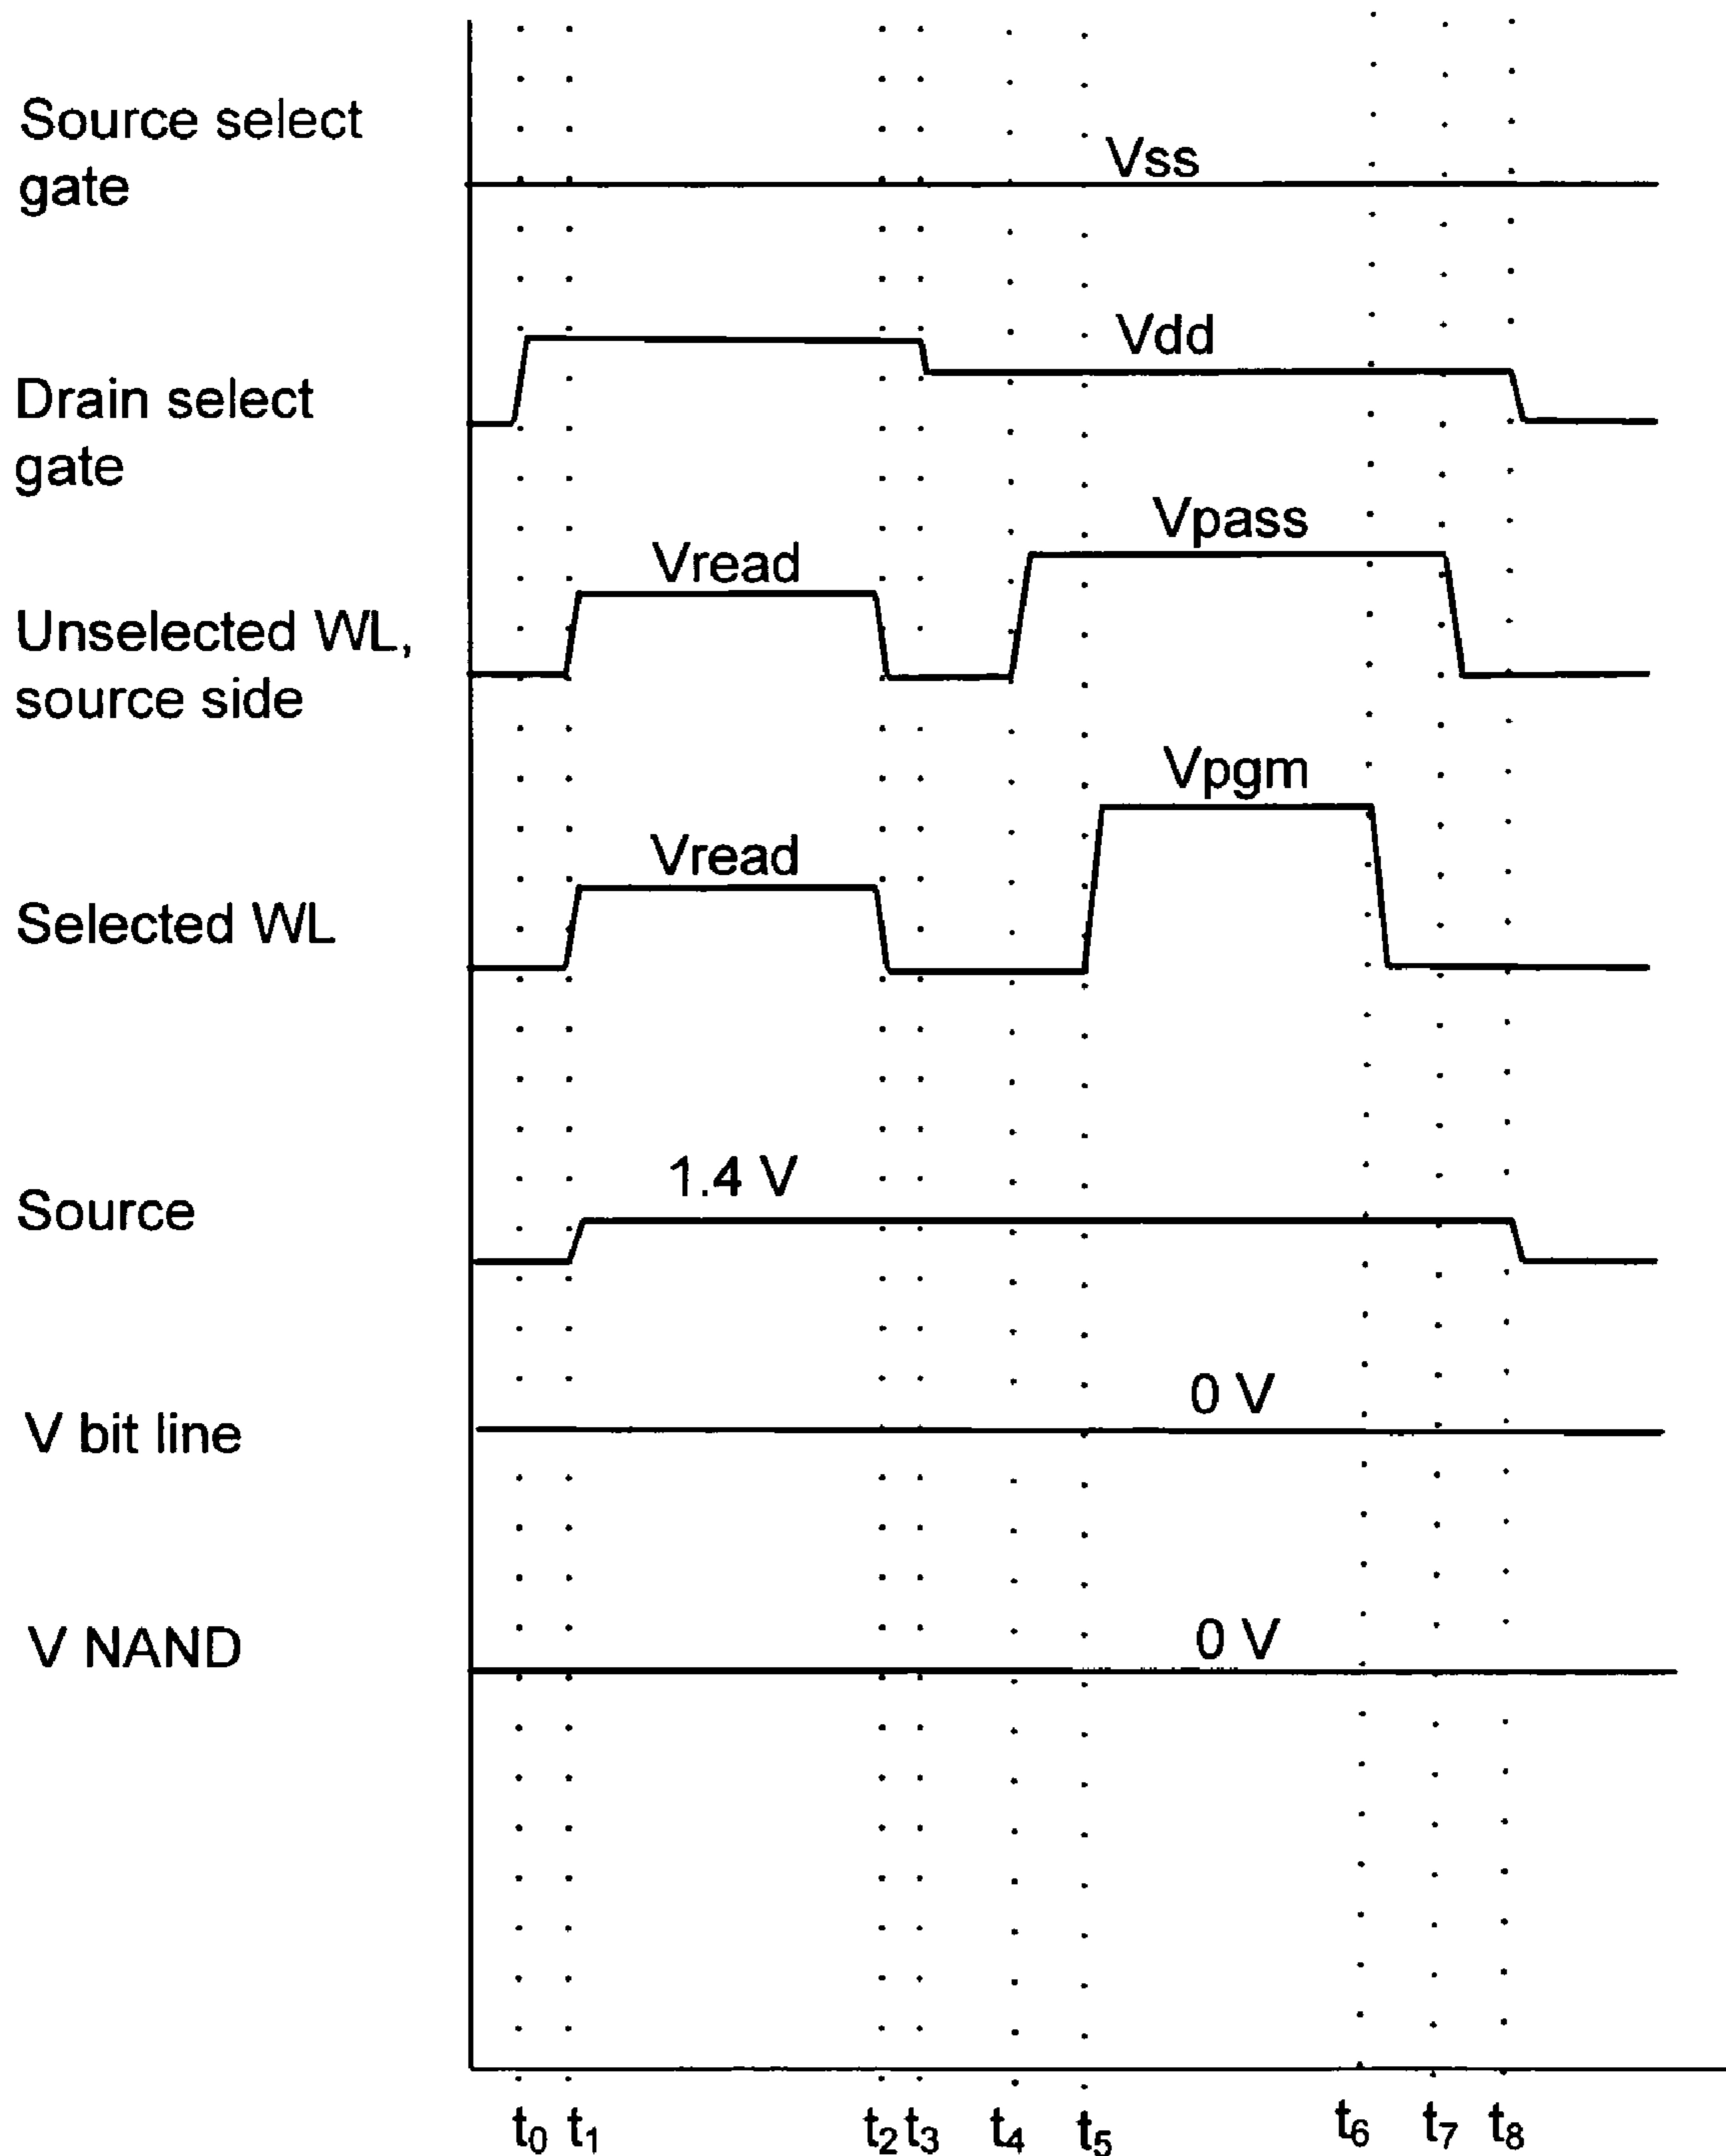 Source select
gate
Vss
Drain select
gate
Vdd
Unselected WL,
source side
Vread
Vpass
Selected WL
Vread
Vpgm
Source
1.4 V
V bit line
0 V
V NAND
0 V
t₀ t₁ t₂ t₃ t₄ t₅ t₆ t₇ t₈